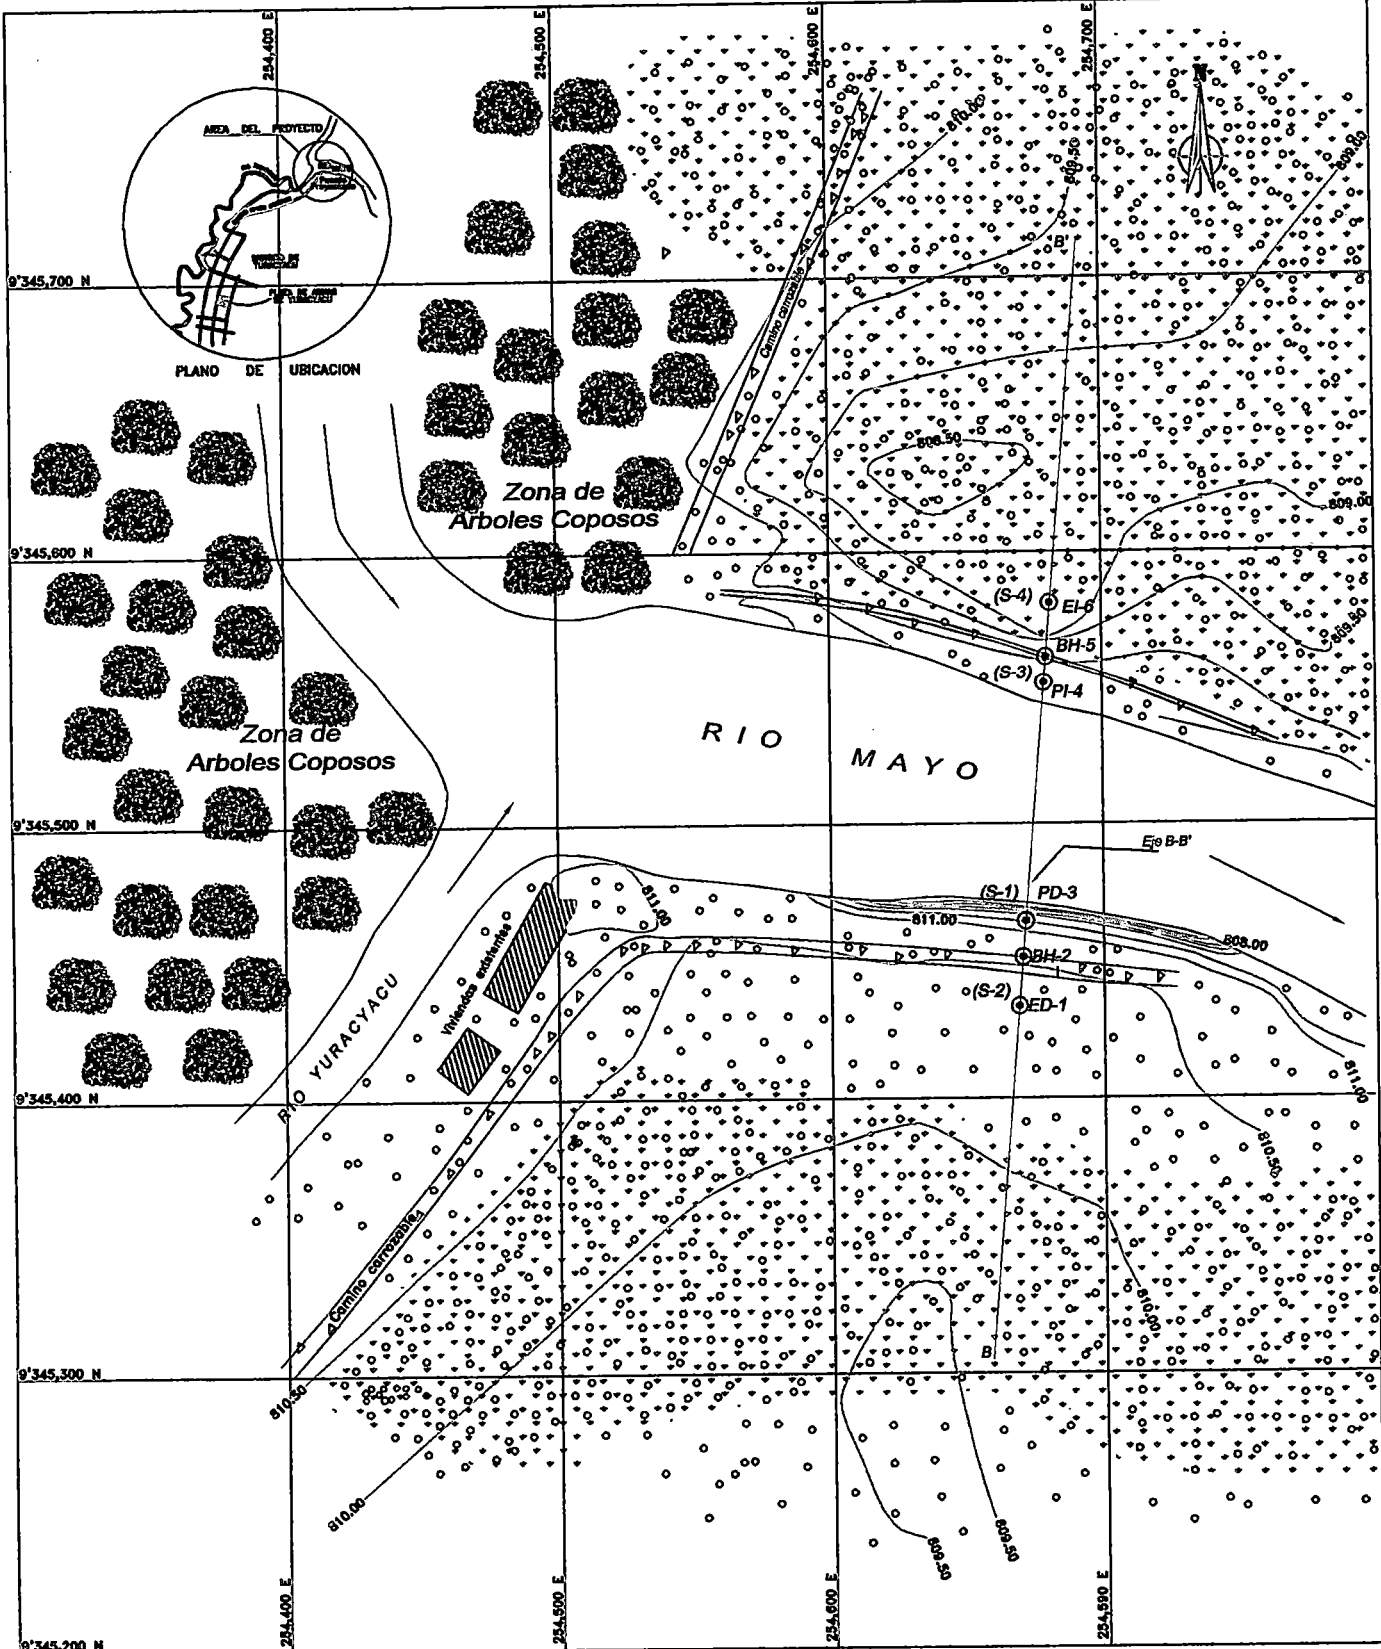 254,400 E
254,500 E
254,600 E
254,700 E
N
AREA DEL PROYECTO
PLANO DE UBICACION
810.00
809.50
809.00
B'
9'345,700 N
Camino carrozable
808.50
809.00
Zona de
Arboles Coposos
9'345,600 N
(S-4)
EI-6
809.50
BH-5
(S-3)
PI-4
Zona de
Arboles Coposos
RIO MAYO
9'345,500 N
Eje B-B'
(S-1)
PD-3
811.00
811.00
808.00
BH-2
(S-2)
ED-1
Viviendas existentes
RIO YURACYACU
811.00
9'345,400 N
810.50
Camino carrozable
810.00
B
9'345,300 N
810.50
810.00
809.50
809.50
254,400 E
254,500 E
254,600 E
254,590 E
9'345,200 N